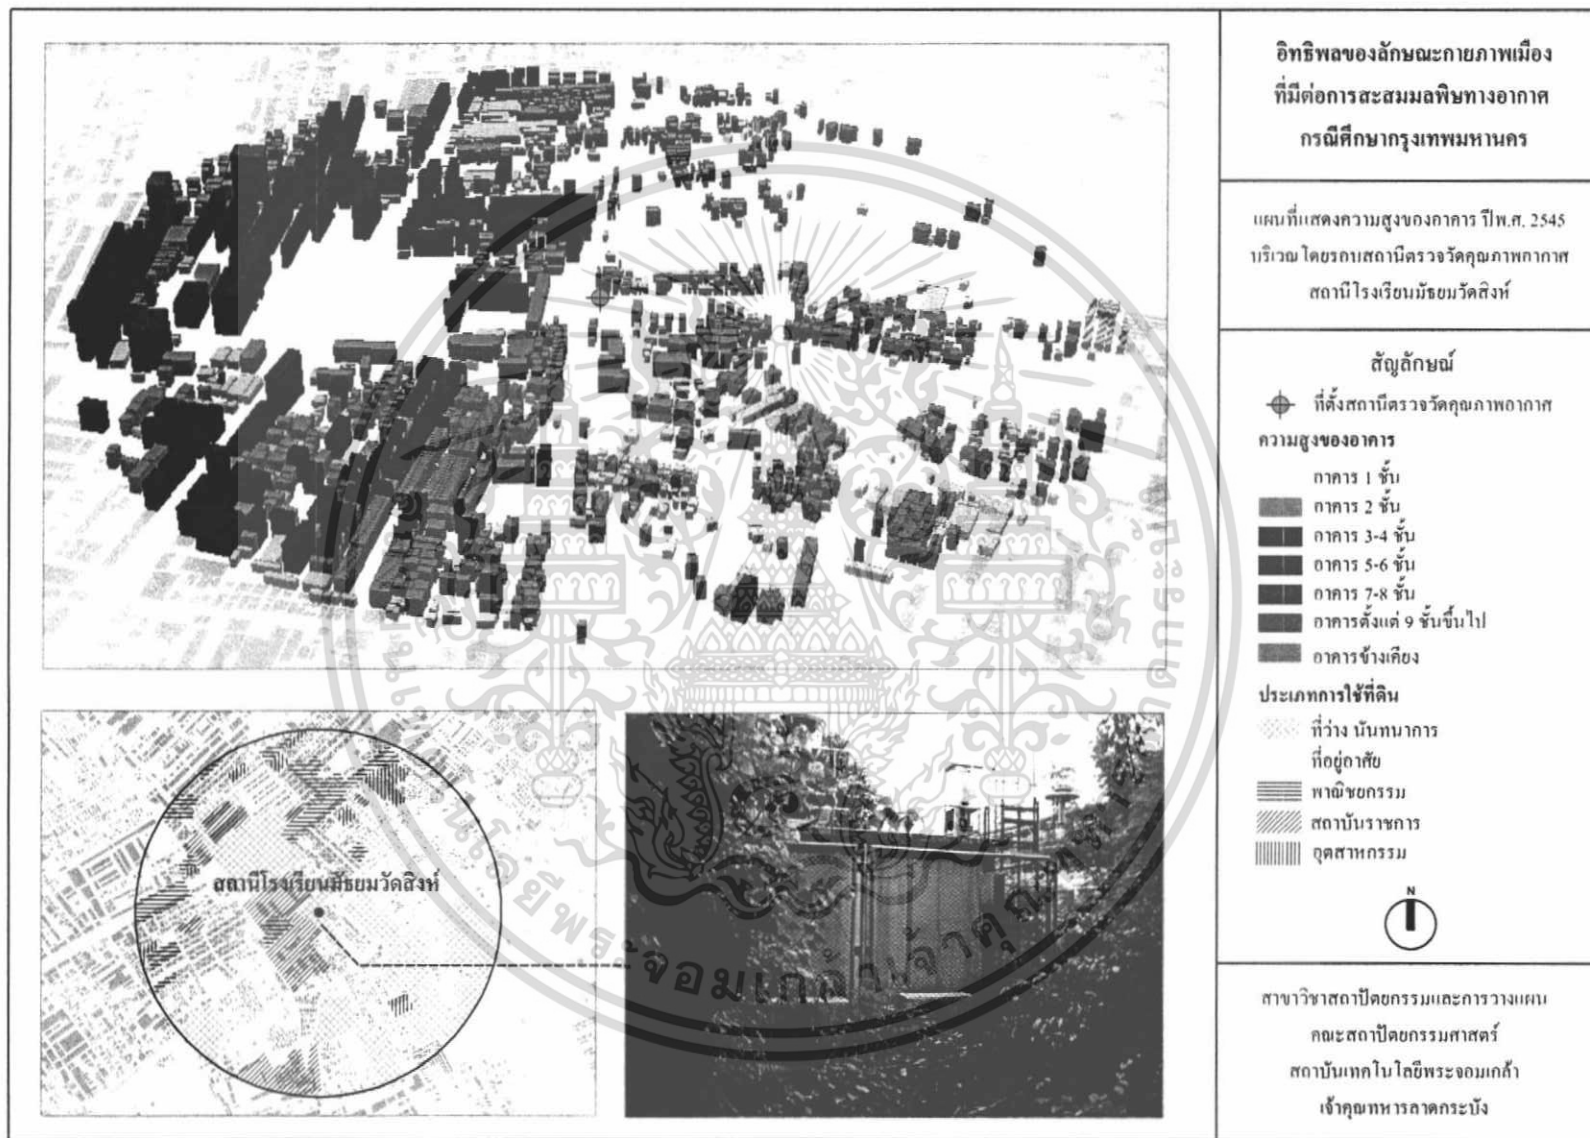 อิทธิพลของลักษณะกายภาพเมือง
ที่มีต่อการสะสมมลพิษทางอากาศ
กรณีศึกษากรุงเทพมหานคร
แผนที่แสดงความสูงของอาคาร ปีพ.ศ. 2545
บริเวณโดยรอบสถานีตรวจวัดคุณภาพอากาศ
สถานีโรงเรียนมัธยมวัดสิงห์
สัญลักษณ์
ที่ตั้งสถานีตรวจวัดคุณภาพอากาศ
ความสูงของอาคาร
อาคาร 1 ชั้น
อาคาร 2 ชั้น
อาคาร 3-4 ชั้น
อาคาร 5-6 ชั้น
อาคาร 7-8 ชั้น
อาคารตั้งแต่ 9 ชั้นขึ้นไป
อาคารข้างเคียง
ประเภทการใช้ที่ดิน
ที่ว่าง นันทนาการ
ที่อยู่อาศัย
พาณิชยกรรม
สถาบันราชการ
อุตสาหกรรม
N
สาขาวิชาสถาปัตยกรรมและการวางแผน
คณะสถาปัตยกรรมศาสตร์
สถาบันเทคโนโลยีพระจอมเกล้า
เจ้าคุณทหารลาดกระบัง
สถานีโรงเรียนมัธยมวัดสิงห์